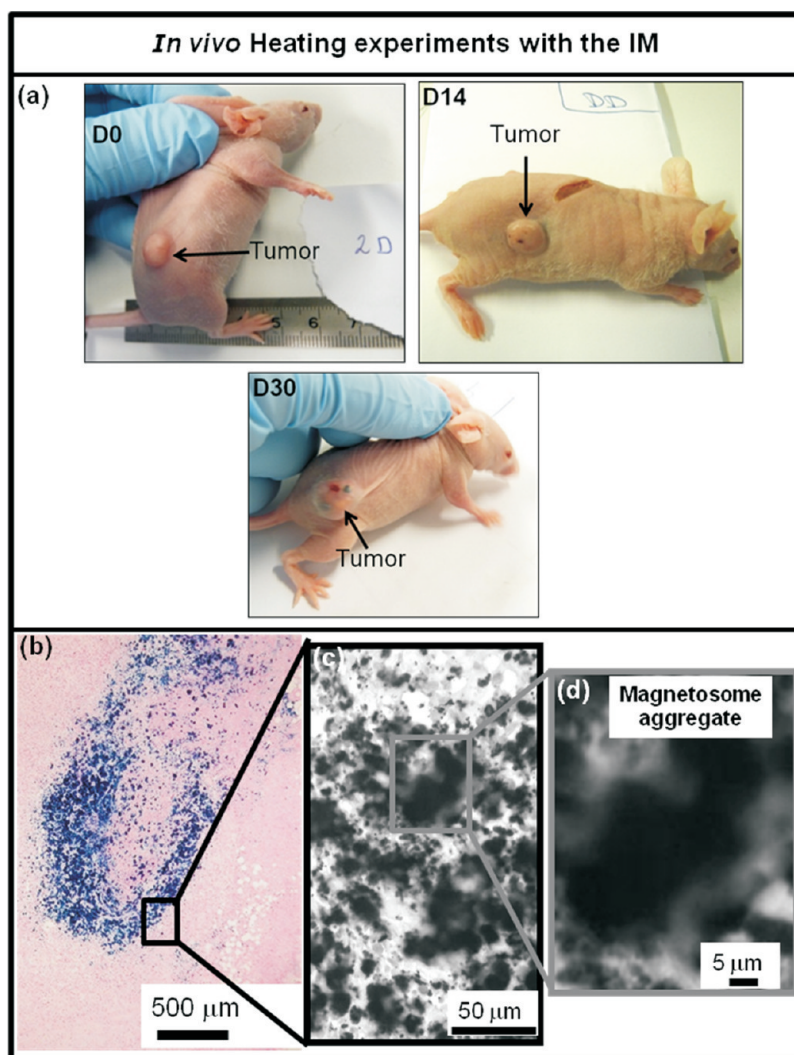 In vivo Heating experiments with the IM
(a)
D0
Tumor
2 D
5 6 7
D14
DD
Tumor
D30
Tumor
(b)
500 μm
(c)
50 μm
(d)
Magnetosome
aggregate
5 μm